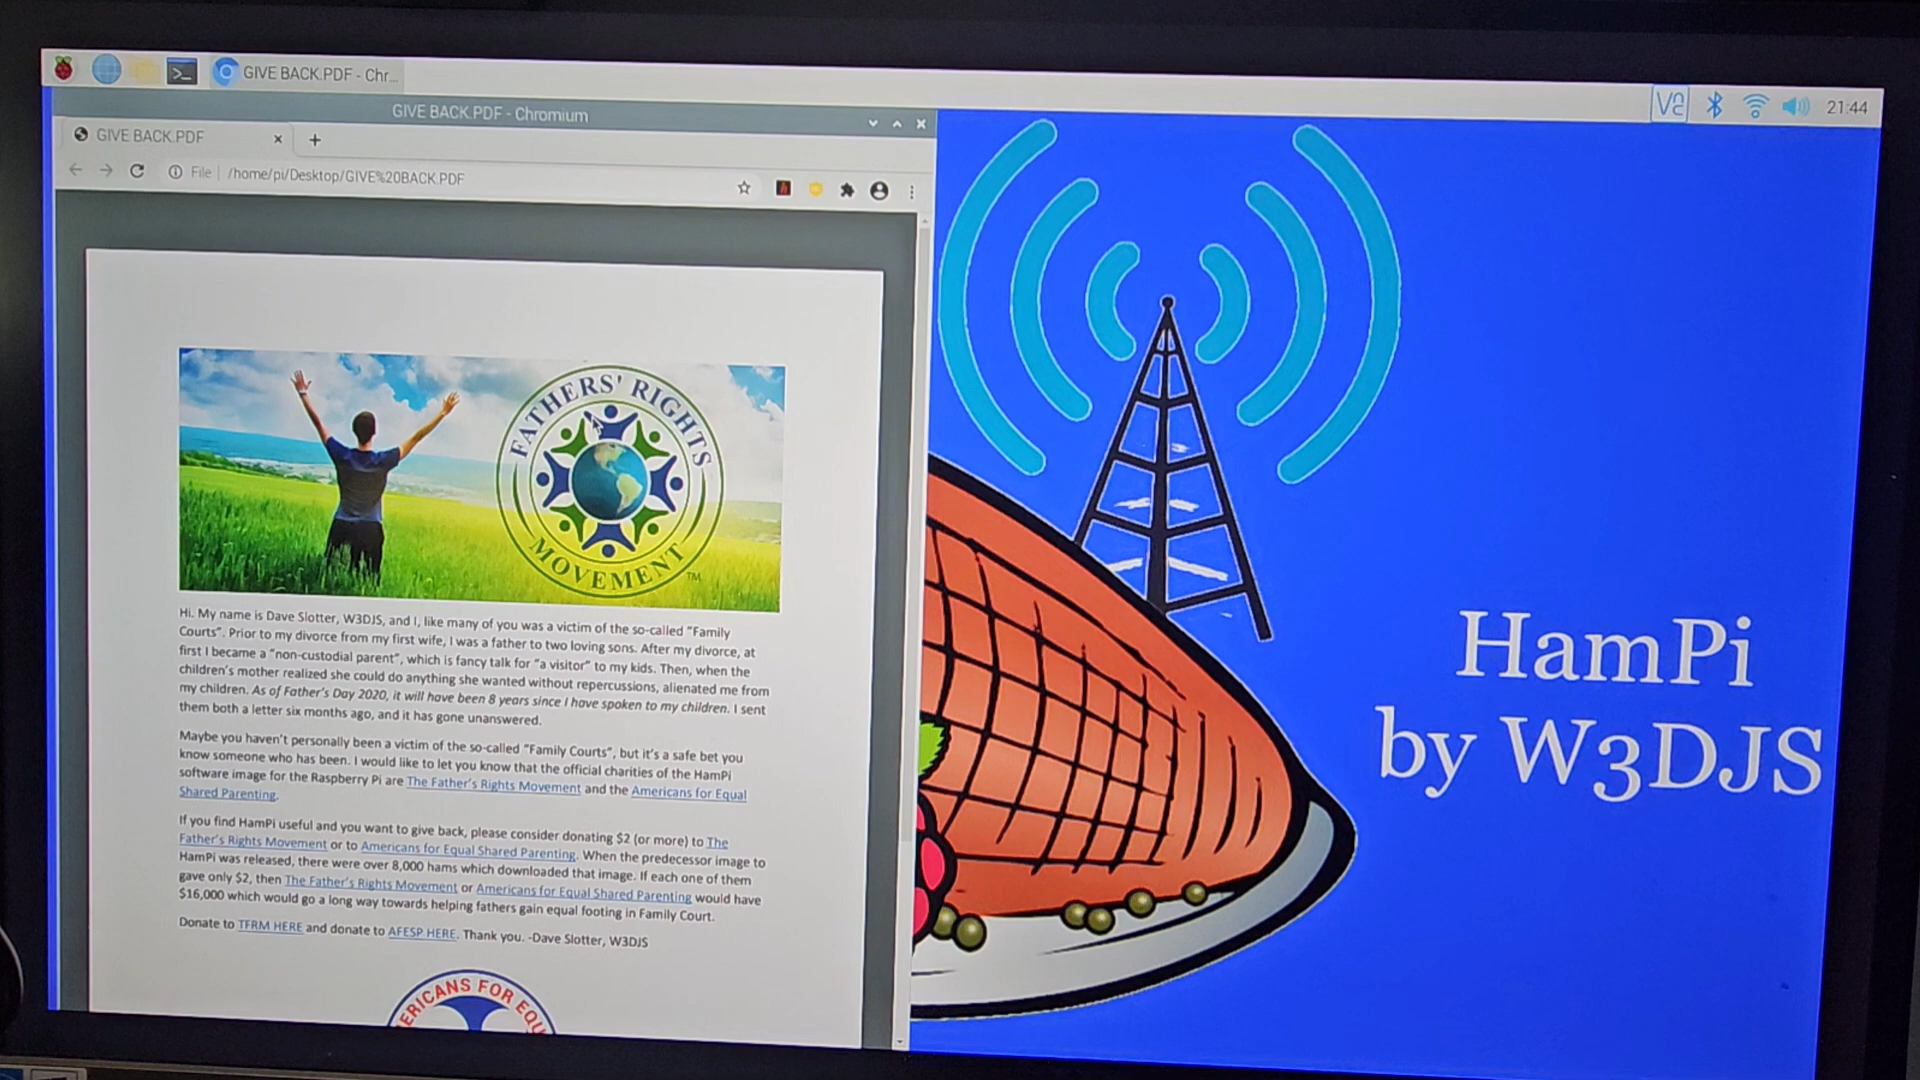 GIVE BACK.PDF - Chr...
21:44
GIVE BACK.PDF - Chromium
GIVE BACK.PDF
File | /home/pi/Desktop/GIVE%20BACK.PDF
FATHERS' RIGHTS
MOVEMENT
TM
Hi. My name is Dave Slotter, W3DJS, and I, like many of you was a victim of the so-called "Family
Courts". Prior to my divorce from my first wife, I was a father to two loving sons. After my divorce, at
first I became a "non-custodial parent", which is fancy talk for "a visitor" to my kids. Then, when the
children's mother realized she could do anything she wanted without repercussions, alienated me from
my children. As of Father's Day 2020, it will have been 8 years since I have spoken to my children. I sent
them both a letter six months ago, and it has gone unanswered.
Maybe you haven't personally been a victim of the so-called "Family Courts", but it's a safe bet you
know someone who has been. I would like to let you know that the official charities of the HamPi
software image for the Raspberry Pi are The Father's Rights Movement and the Americans for Equal
Shared Parenting.
If you find HamPi useful and you want to give back, please consider donating $2 (or more) to The
Father's Rights Movement or to Americans for Equal Shared Parenting. When the predecessor image to
HamPi was released, there were over 8,000 hams which downloaded that image. If each one of them
gave only $2, then The Father's Rights Movement or Americans for Equal Shared Parenting would have
$16,000 which would go a long way towards helping fathers gain equal footing in Family Court.
Donate to TFRM HERE and donate to AFESP HERE. Thank you. -Dave Slotter, W3DJS
ERICANS FOR EQU
HamPi
by W3DJS